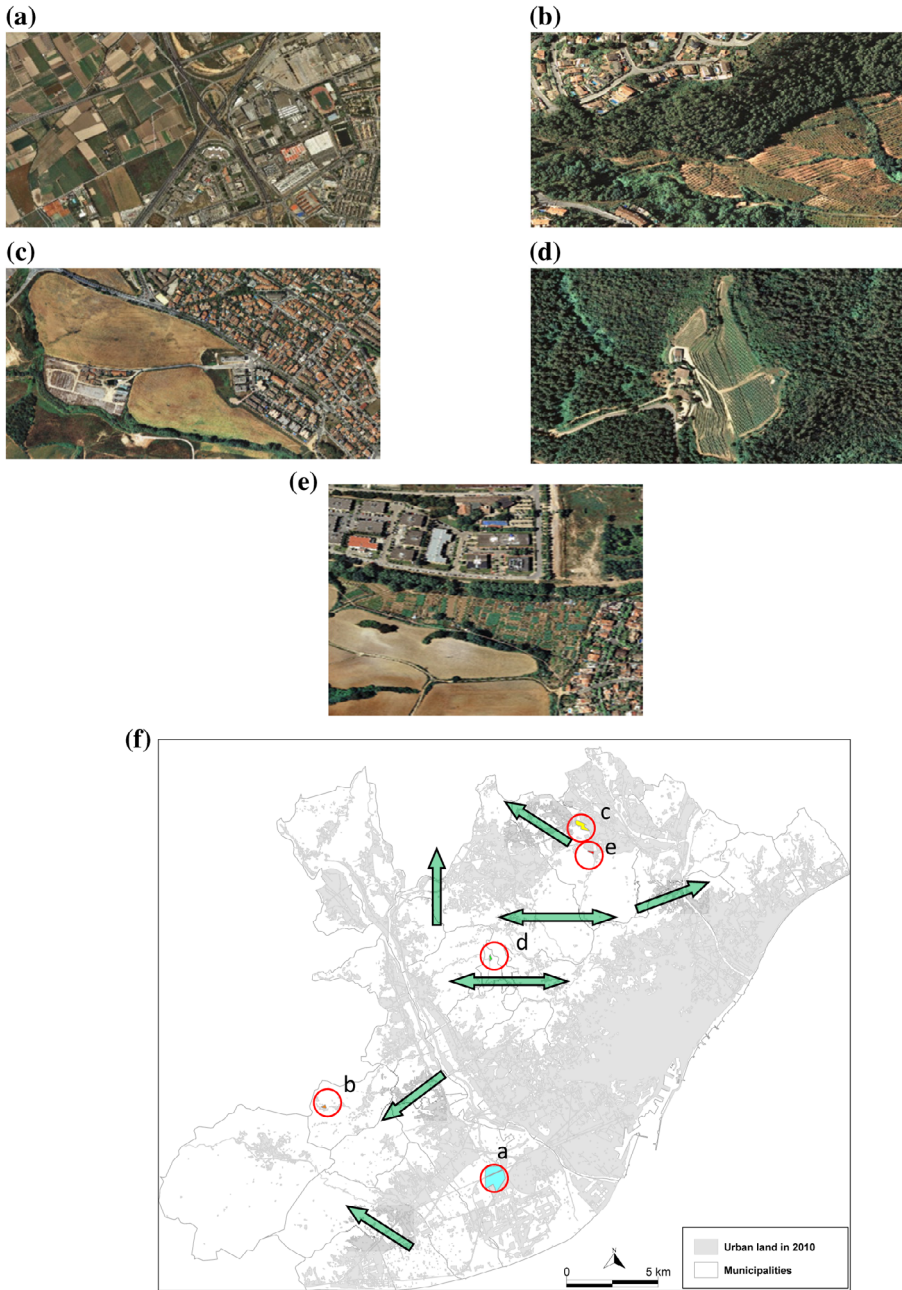 (a)
(b)
(c)
(d)
(e)
(f)
c
e
d
b
a
N
0 5 km
Urban land in 2010
Municipalities